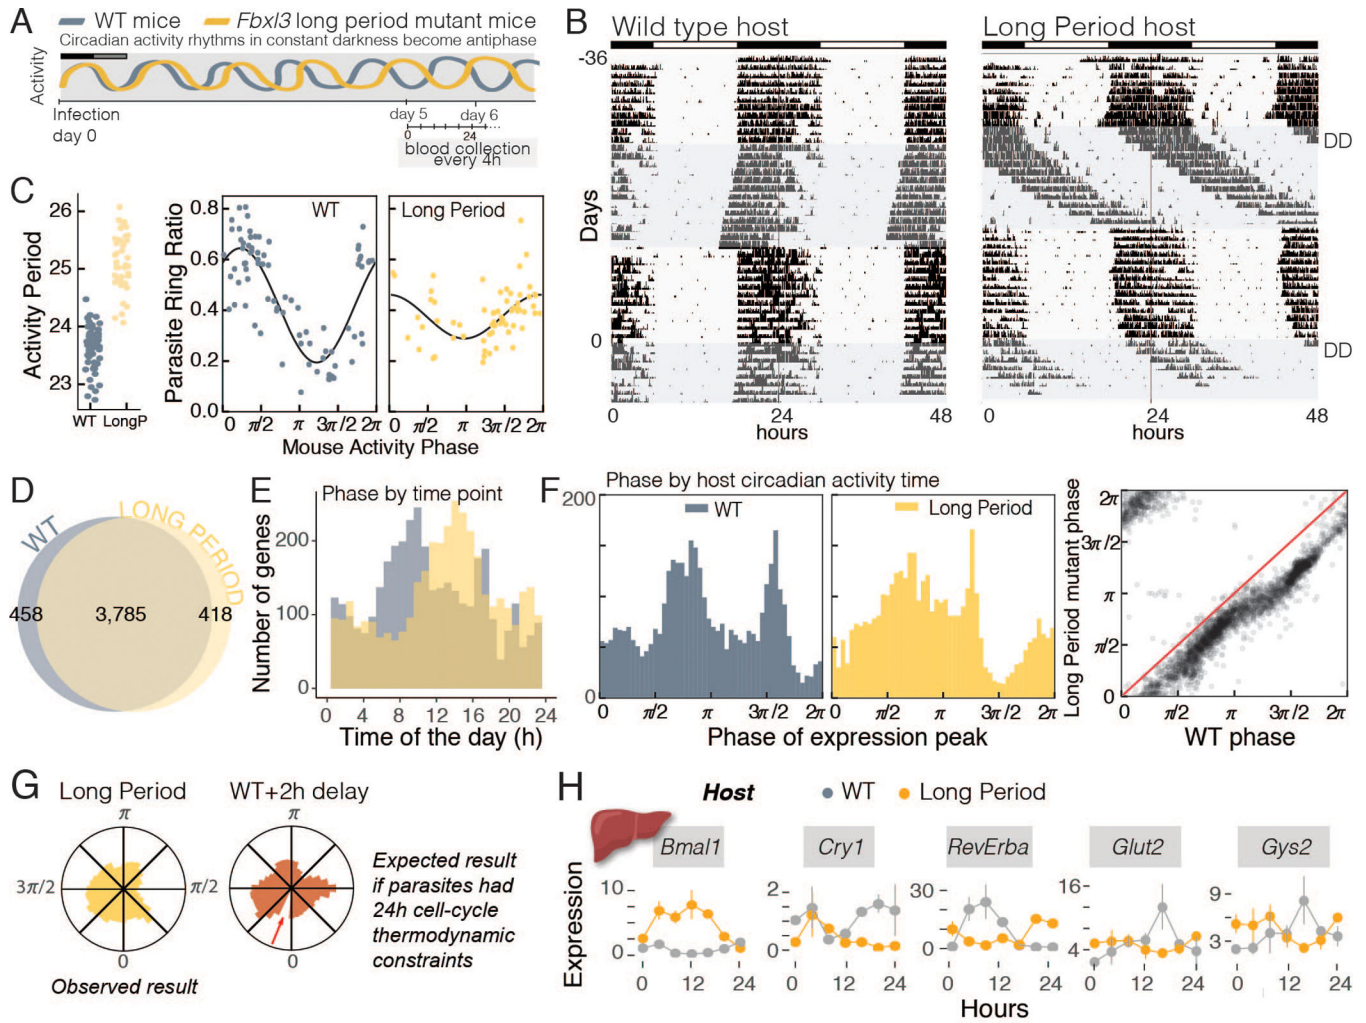 A
WT mice
Fbxl3 long period mutant mice
Circadian activity rhythms in constant darkness become antiphase
Activity
Infection
day 0
day 5
day 6
0
24
blood collection
every 4h
B
Wild type host
Long Period host
-36
Days
0
DD
DD
0
24
48
hours
0
24
48
hours
C
Activity Period
26
25
24
23
WT
LongP
Parasite Ring Ratio
0.8
0.6
0.4
0.2
0.0
WT
Long Period
0
π/2
π
3π/2
2π
0
π/2
π
3π/2
2π
Mouse Activity Phase
D
WT
LONG PERIOD
458
3,785
418
E
Phase by time point
Number of genes
200
100
0
0
4
8
12
16
20
24
Time of the day (h)
F
Phase by host circadian activity time
200
0
WT
Long Period
0
π/2
π
3π/2
2π
0
π/2
π
3π/2
2π
Phase of expression peak
Long Period mutant phase
2π
3π/2
π
π/2
0
0
π/2
π
3π/2
2π
WT phase
G
Long Period
WT+2h delay
π
π
3π/2
π/2
0
0
Observed result
Expected result
if parasites had
24h cell-cycle
thermodynamic
constraints
H
Host
WT
Long Period
Bmal1
Cry1
RevErba
Glut2
Gys2
Expression
10
0
2
0
30
0
16
4
9
3
0
12
24
0
12
24
0
12
24
0
12
24
0
12
24
Hours